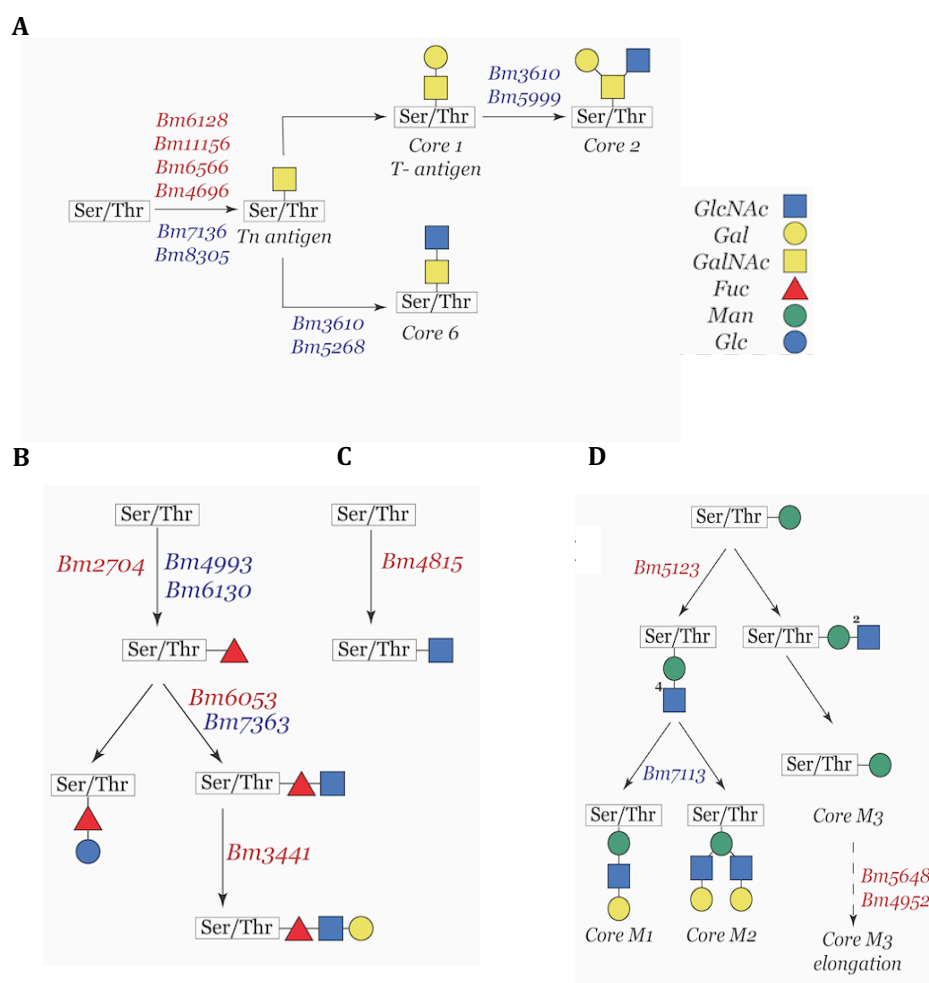 A
Bm3610
Bm5999
Ser/Thr
Ser/Thr
Core 1
T- antigen
Core 2
Bm6128
Bm11156
Bm6566
Bm4696
Ser/Thr
Ser/Thr
Bm7136
Bm8305
Tn antigen
Ser/Thr
Bm3610
Bm5268
Core 6
GlcNAc
Gal
GalNAc
Fuc
Man
Glc
B
Ser/Thr
Bm2704
Bm4993
Bm6130
Ser/Thr
Bm6053
Bm7363
Ser/Thr
Ser/Thr
Bm3441
Ser/Thr
C
Ser/Thr
Bm4815
Ser/Thr
D
Ser/Thr
Bm5123
Ser/Thr
4
Ser/Thr
2
Bm7113
Ser/Thr
Ser/Thr
Ser/Thr
Core M1
Core M2
Core M3
Bm5648
Bm4952
Core M3
elongation